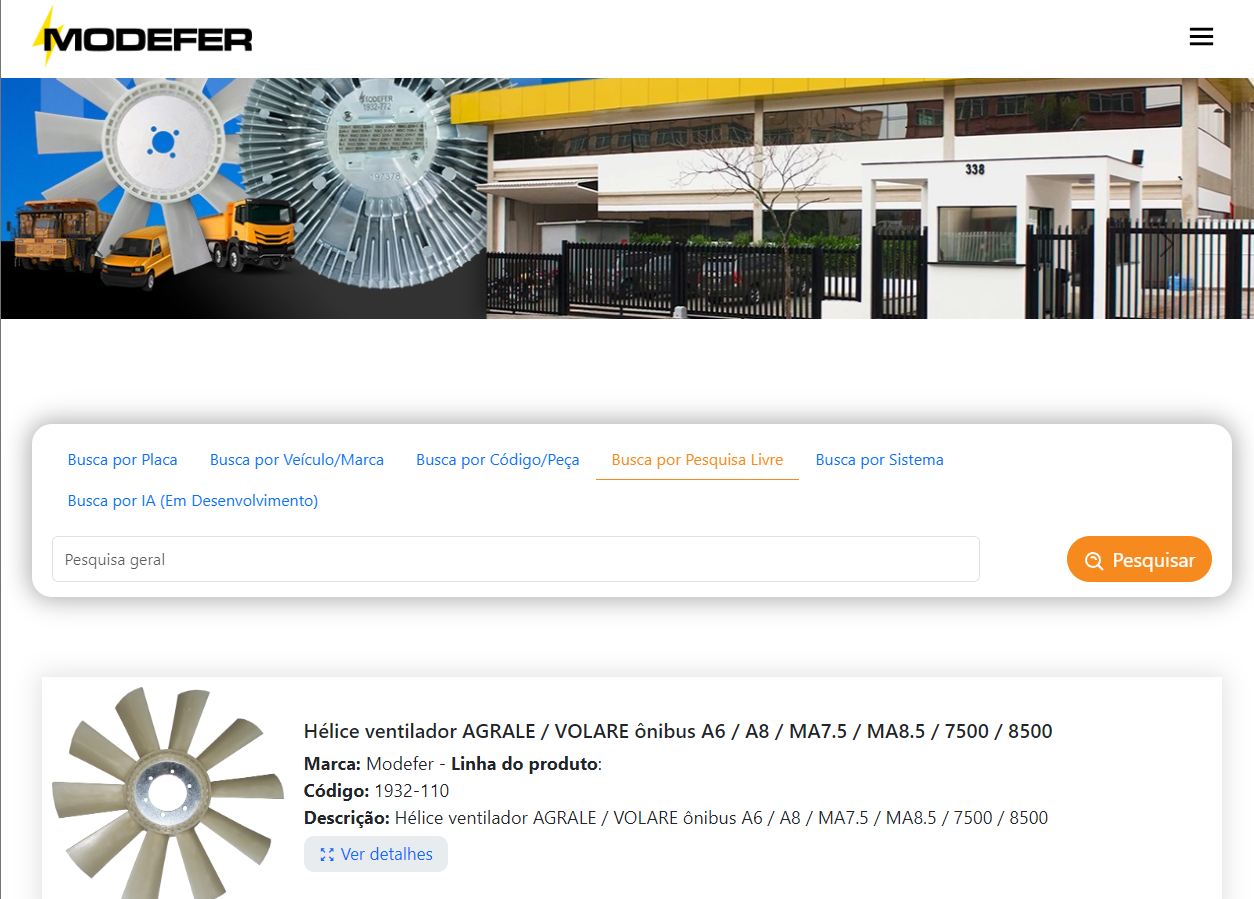 MODEFER
MODEFER
1932-772
197378
338
Busca por Placa
Busca por Veículo/Marca
Busca por Código/Peça
Busca por Pesquisa Livre
Busca por Sistema
Busca por IA (Em Desenvolvimento)
Pesquisa geral
Pesquisar
Hélice ventilador AGRALE / VOLARE ônibus A6 / A8 / MA7.5 / MA8.5 / 7500 / 8500
Marca: Modefer - Linha do produto:
Código: 1932-110
Descrição: Hélice ventilador AGRALE / VOLARE ônibus A6 / A8 / MA7.5 / MA8.5 / 7500 / 8500
Ver detalhes